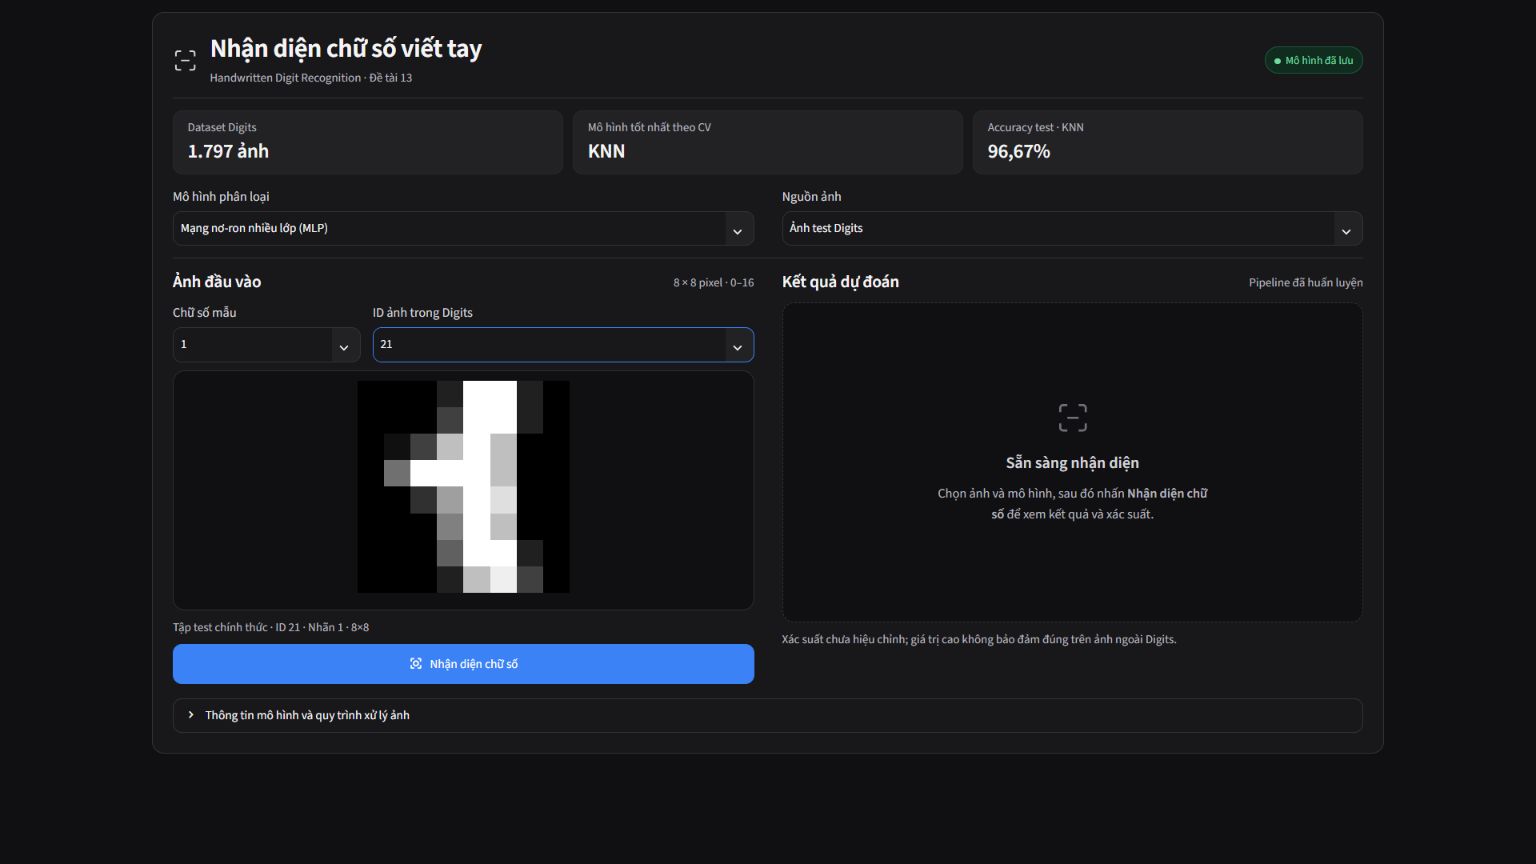 Nhận diện chữ số viết tay
Handwritten Digit Recognition · Đề tài 13
Mô hình đã lưu
Dataset Digits
1.797 ảnh
Mô hình tốt nhất theo CV
KNN
Accuracy test · KNN
96,67%
Mô hình phân loại
Mạng nơ-ron nhiều lớp (MLP)
Nguồn ảnh
Ảnh test Digits
Ảnh đầu vào
8 × 8 pixel · 0–16
Chữ số mẫu
1
ID ảnh trong Digits
21
Tập test chính thức · ID 21 · Nhãn 1 · 8×8
Nhận diện chữ số
Kết quả dự đoán
Pipeline đã huấn luyện
Sẵn sàng nhận diện
Chọn ảnh và mô hình, sau đó nhấn Nhận diện chữ
số để xem kết quả và xác suất.
Xác suất chưa hiệu chỉnh; giá trị cao không bảo đảm đúng trên ảnh ngoài Digits.
Thông tin mô hình và quy trình xử lý ảnh